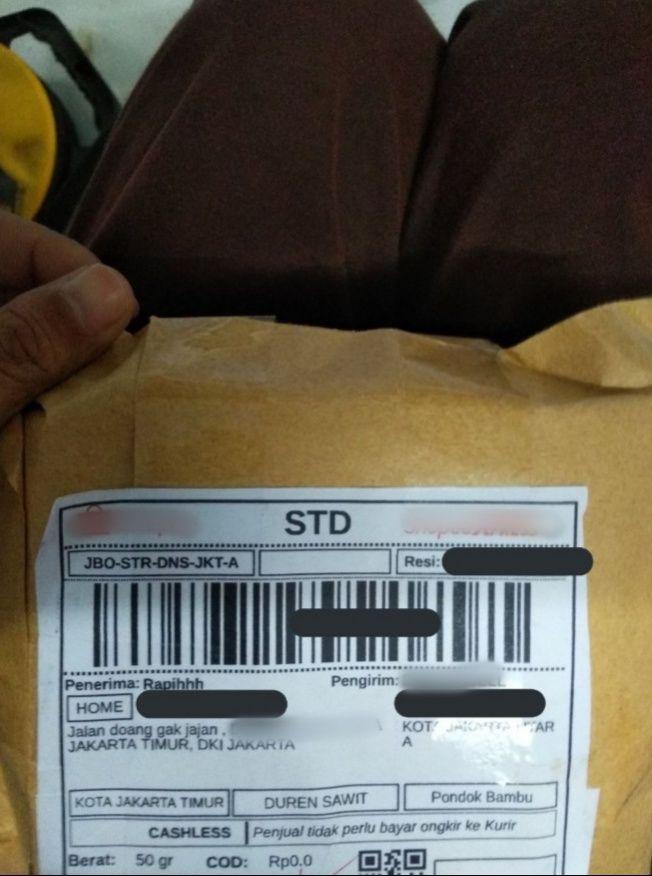 STD
JBO-STR-DNS-JKT-A
Resi:
Penerima: Rapihhh
Pengirim:
HOME
Jalan doang gak jajan ,
JAKARTA TIMUR, DKI JAKARTA
KOTA JAKARTA UTAR
A
KOTA JAKARTA TIMUR
DUREN SAWIT
Pondok Bambu
CASHLESS
Penjual tidak perlu bayar ongkir ke Kurir
Berat: 50 gr
COD: Rp0.0